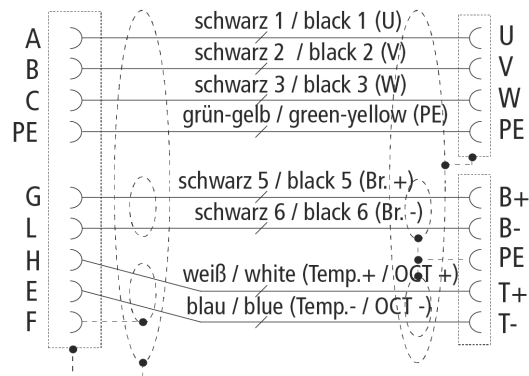 A schwarz 1 / black 1 (U) U
B schwarz 2 / black 2 (V) V
C schwarz 3 / black 3 (W) W
PE grün-gelb / green-yellow (PE) PE
G schwarz 5 / black 5 (Br. +) B+
L schwarz 6 / black 6 (Br. -) B-
H PE
E weiß / white (Temp.+ / OCT +) T+
F blau / blue (Temp.- / OCT -) T-